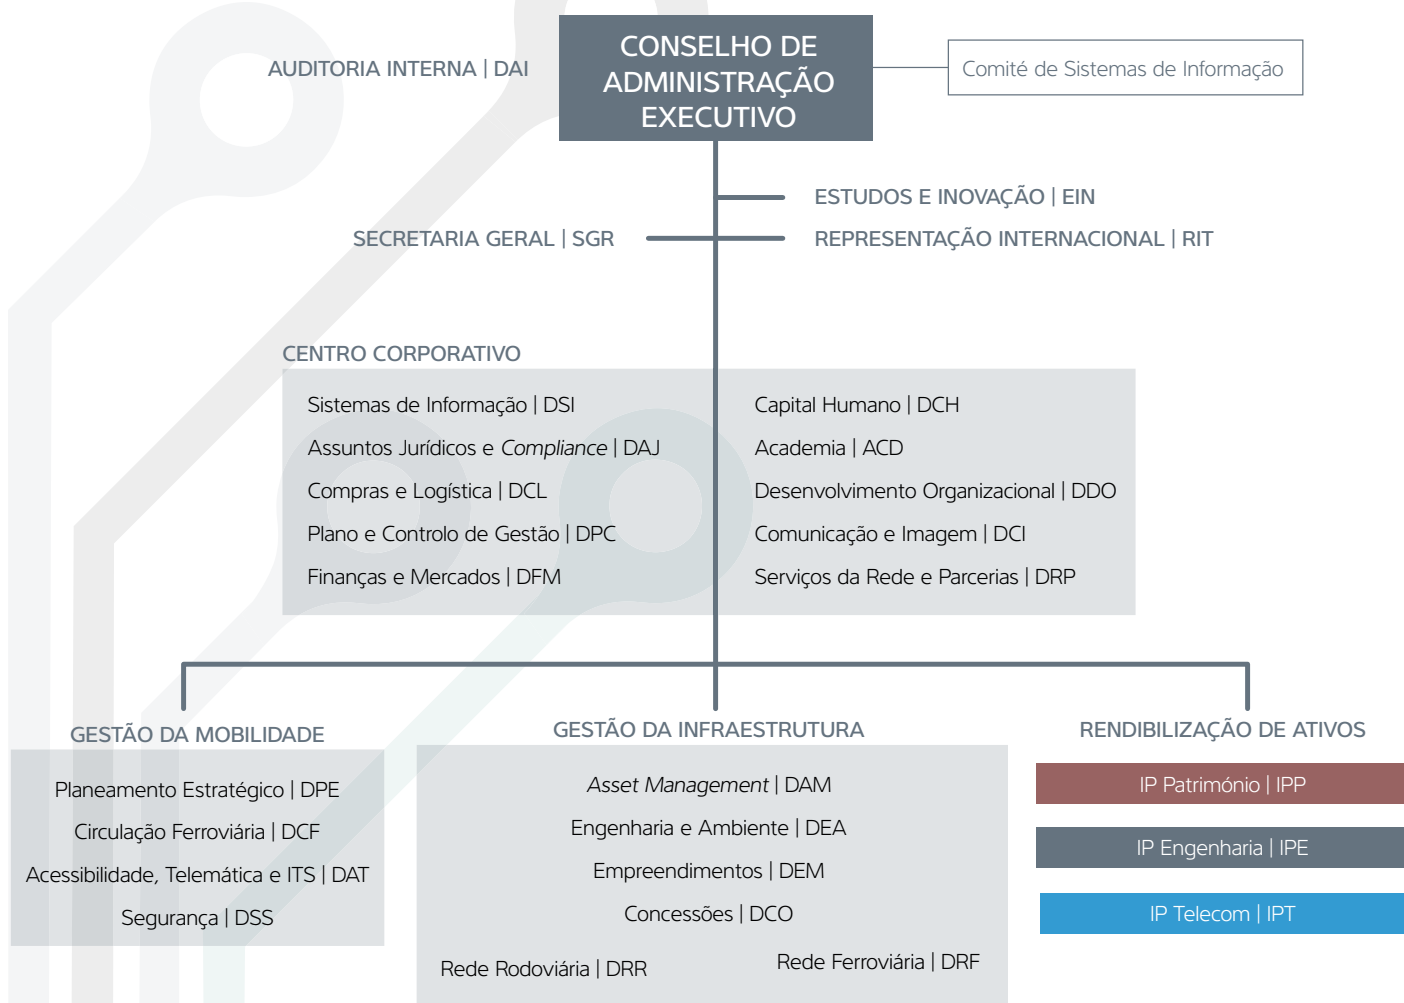 AUDITORIA INTERNA | DAI
CONSELHO DE
ADMINISTRAÇÃO
EXECUTIVO
Comité de Sistemas de Informação
ESTUDOS E INOVAÇÃO | EIN
SECRETARIA GERAL | SGR
REPRESENTAÇÃO INTERNACIONAL | RIT
CENTRO CORPORATIVO
Sistemas de Informação | DSI
Assuntos Jurídicos e Compliance | DAJ
Compras e Logística | DCL
Plano e Controlo de Gestão | DPC
Finanças e Mercados | DFM
Capital Humano | DCH
Academia | ACD
Desenvolvimento Organizacional | DDO
Comunicação e Imagem | DCI
Serviços da Rede e Parcerias | DRP
GESTÃO DA MOBILIDADE
Planeamento Estratégico | DPE
Circulação Ferroviária | DCF
Acessibilidade, Telemática e ITS | DAT
Segurança | DSS
GESTÃO DA INFRAESTRUTURA
Asset Management | DAM
Engenharia e Ambiente | DEA
Empreendimentos | DEM
Concessões | DCO
Rede Rodoviária | DRR
Rede Ferroviária | DRF
RENDIBILIZAÇÃO DE ATIVOS
IP Património | IPP
IP Engenharia | IPE
IP Telecom | IPT